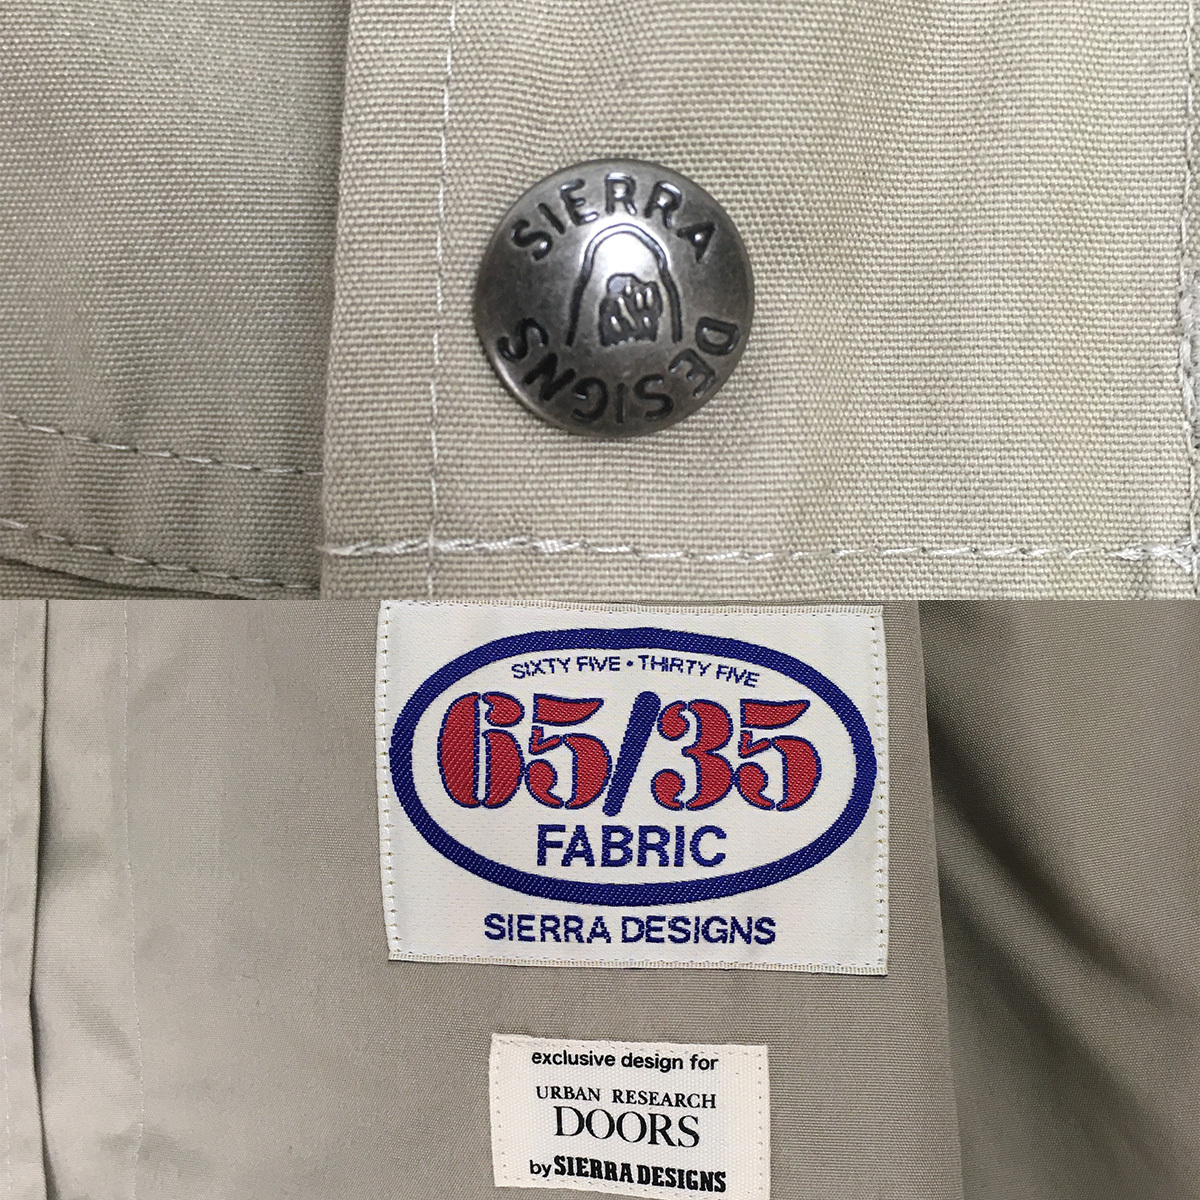 SIERRA
DESIGNS
SIXTY FIVE • THIRTY FIVE
65/35
FABRIC
SIERRA DESIGNS
exclusive design for
URBAN RESEARCH
DOORS
by SIERRA DESIGNS